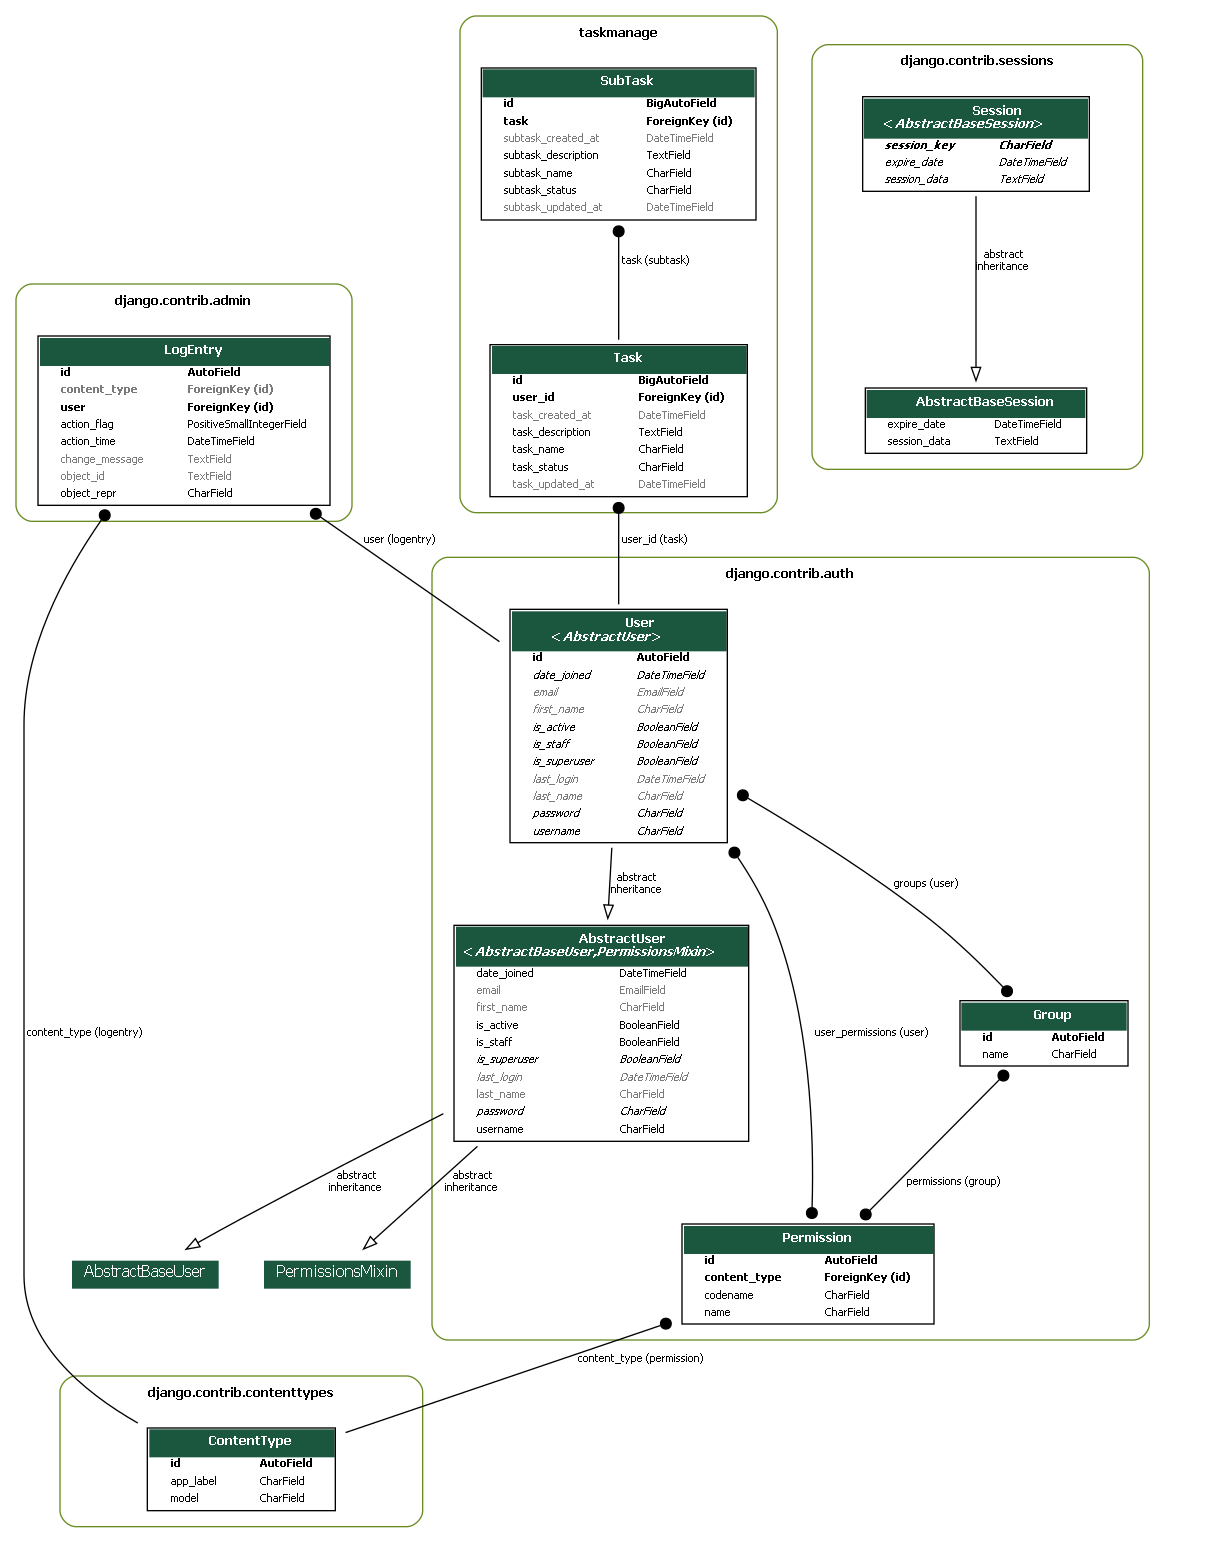 taskmanage
SubTask
id BigAutoField
task ForeignKey (id)
subtask_created_at DateTimeField
subtask_description TextField
subtask_name CharField
subtask_status CharField
subtask_updated_at DateTimeField
task (subtask)
Task
id BigAutoField
user_id ForeignKey (id)
task_created_at DateTimeField
task_description TextField
task_name CharField
task_status CharField
task_updated_at DateTimeField
user_id (task)
django.contrib.sessions
Session
<AbstractBaseSession>
session_key CharField
expire_date DateTimeField
session_data TextField
abstract
inheritance
AbstractBaseSession
expire_date DateTimeField
session_data TextField
django.contrib.admin
LogEntry
id AutoField
content_type ForeignKey (id)
user ForeignKey (id)
action_flag PositiveSmallIntegerField
action_time DateTimeField
change_message TextField
object_id TextField
object_repr CharField
user (logentry)
content_type (logentry)
django.contrib.auth
User
<AbstractUser>
id AutoField
date_joined DateTimeField
email EmailField
first_name CharField
is_active BooleanField
is_staff BooleanField
is_superuser BooleanField
last_login DateTimeField
last_name CharField
password CharField
username CharField
abstract
inheritance
groups (user)
user_permissions (user)
AbstractUser
<AbstractBaseUser,PermissionsMixin>
date_joined DateTimeField
email EmailField
first_name CharField
is_active BooleanField
is_staff BooleanField
is_superuser BooleanField
last_login DateTimeField
last_name CharField
password CharField
username CharField
Group
id AutoField
name CharField
permissions (group)
abstract
inheritance
abstract
inheritance
AbstractBaseUser
PermissionsMixin
Permission
id AutoField
content_type ForeignKey (id)
codename CharField
name CharField
content_type (permission)
django.contrib.contenttypes
ContentType
id AutoField
app_label CharField
model CharField